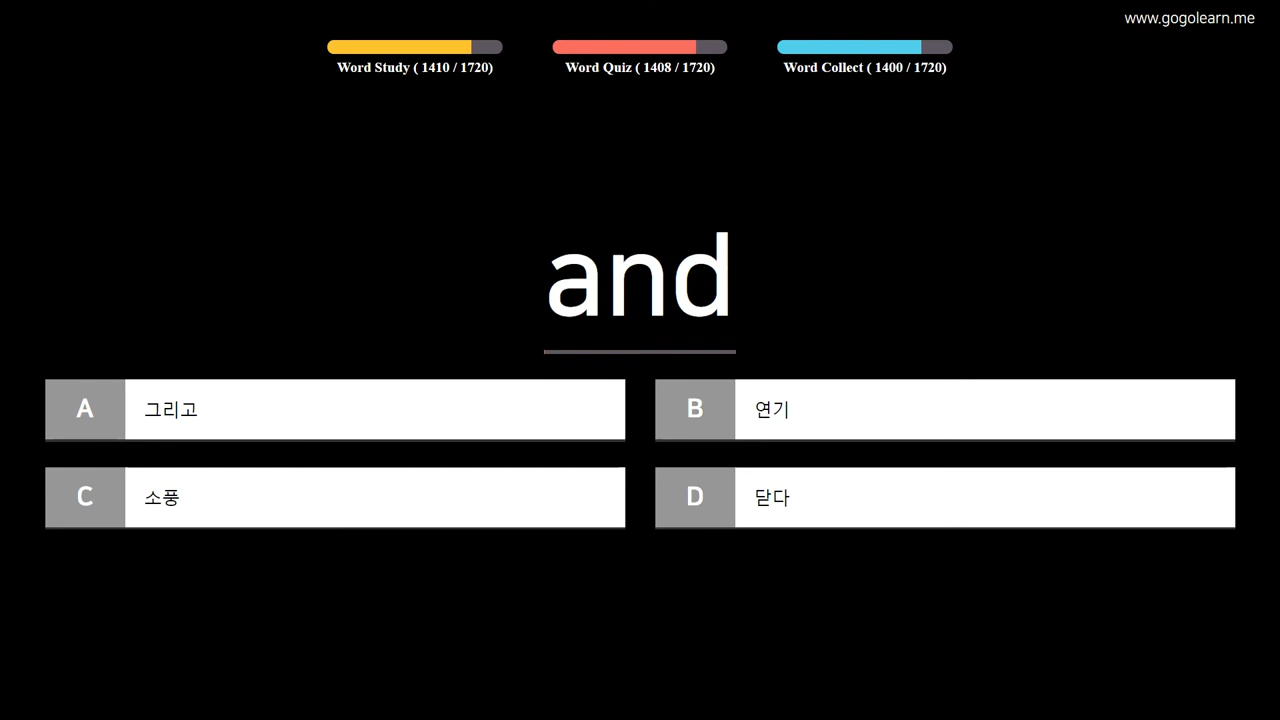 www.gogolearn.me
Word Study ( 1410 / 1720)
Word Quiz ( 1408 / 1720)
Word Collect ( 1400 / 1720)
and
A 그리고
B 연기
C 소풍
D 닫다